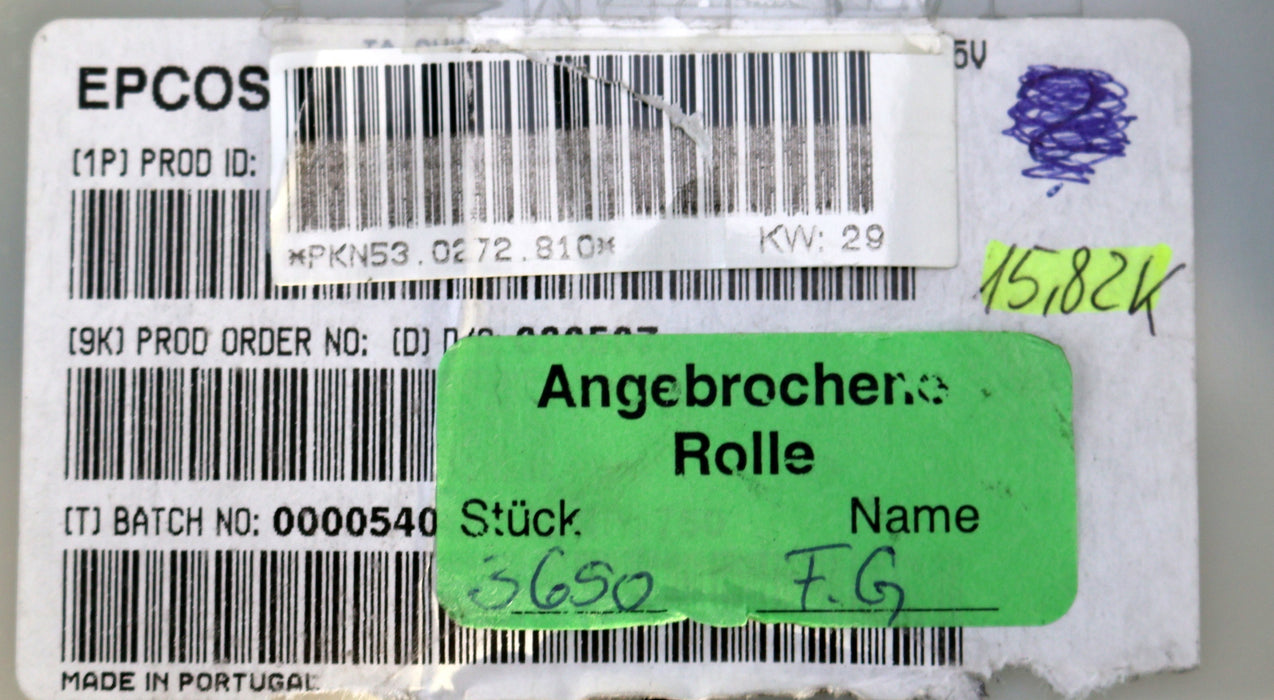 5V
EPCOS
(1P) PROD ID:
*PKN53.0272.810* KW: 29
15,82K
(9K) PROD ORDER NO: (D)
Angebrochene
Rolle
(T) BATCH NO: 0000540
Stück Name
3650 F.G
MADE IN PORTUGAL